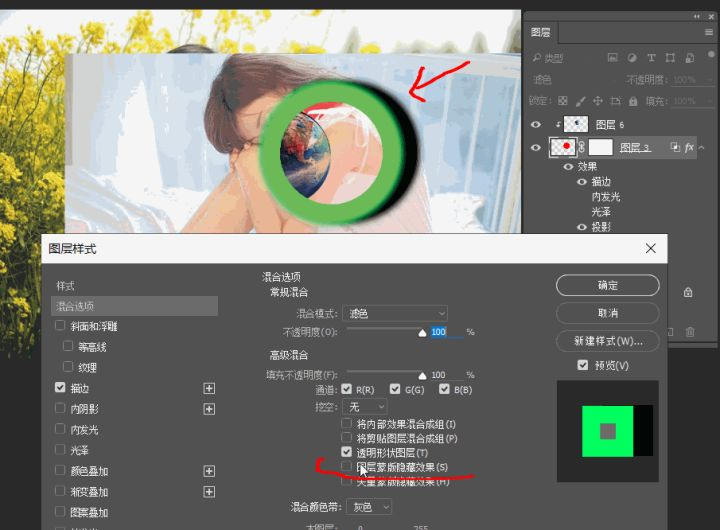 图层
类型
滤色
不透明度: 100%
锁定:
填充: 100%
图层 6
图层 3
fx
效果
描边
内发光
光泽
投影
图层样式
样式
混合选项
斜面和浮雕
等高线
纹理
描边
内阴影
内发光
光泽
颜色叠加
渐变叠加
图案叠加
混合选项
常规混合
混合模式: 滤色
不透明度(O): 100 %
高级混合
填充不透明度(F): 100 %
通道: R(R) G(G) B(B)
挖空: 无
将内部效果混合成组(I)
将剪贴图层混合成组(P)
透明形状图层(T)
图层蒙版隐藏效果(S)
矢量蒙版隐藏效果(H)
混合颜色带: 灰色
确定
取消
新建样式(W)...
预览(V)